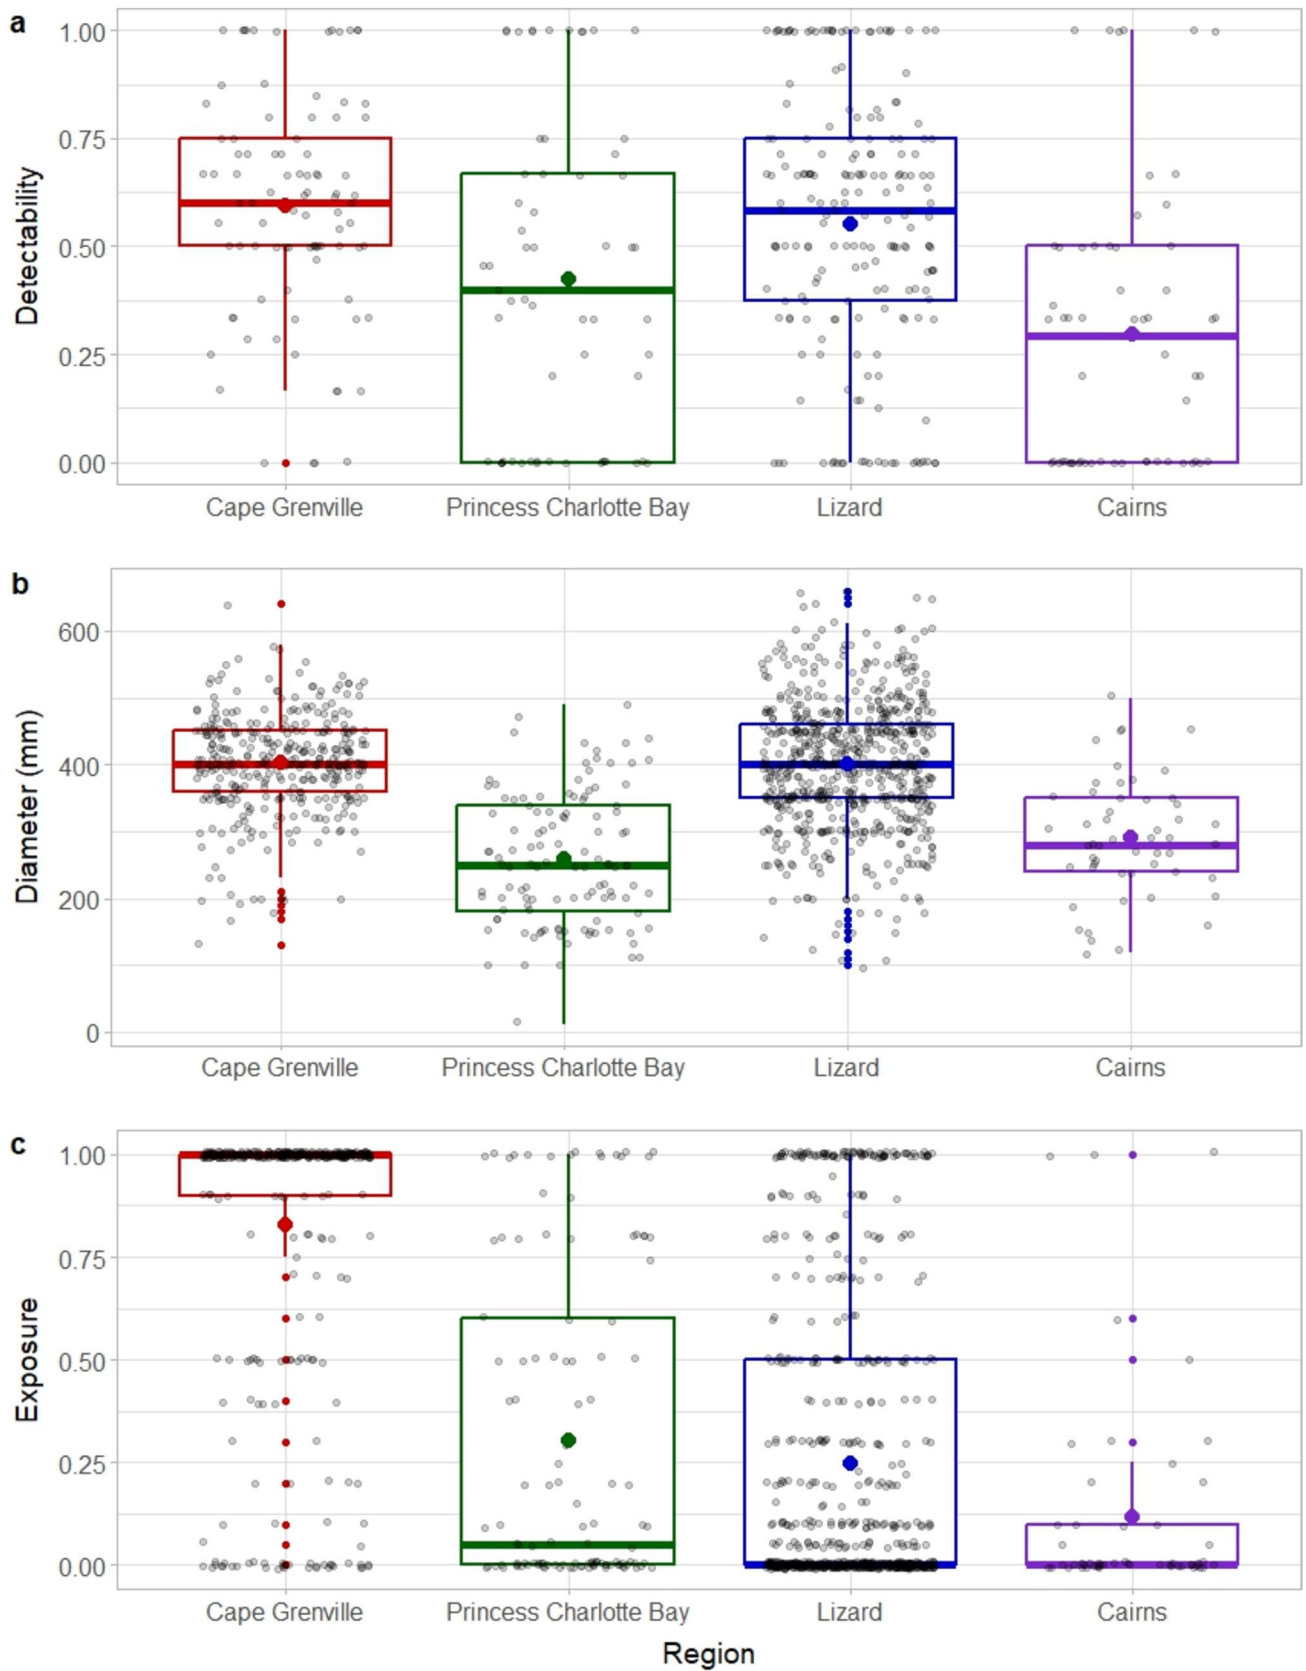 a
Detectability
1.00
0.75
0.50
0.25
0.00
Cape Grenville Princess Charlotte Bay Lizard Cairns
b
Diameter (mm)
600
400
200
0
Cape Grenville Princess Charlotte Bay Lizard Cairns
c
Exposure
1.00
0.75
0.50
0.25
0.00
Cape Grenville Princess Charlotte Bay Lizard Cairns
Region